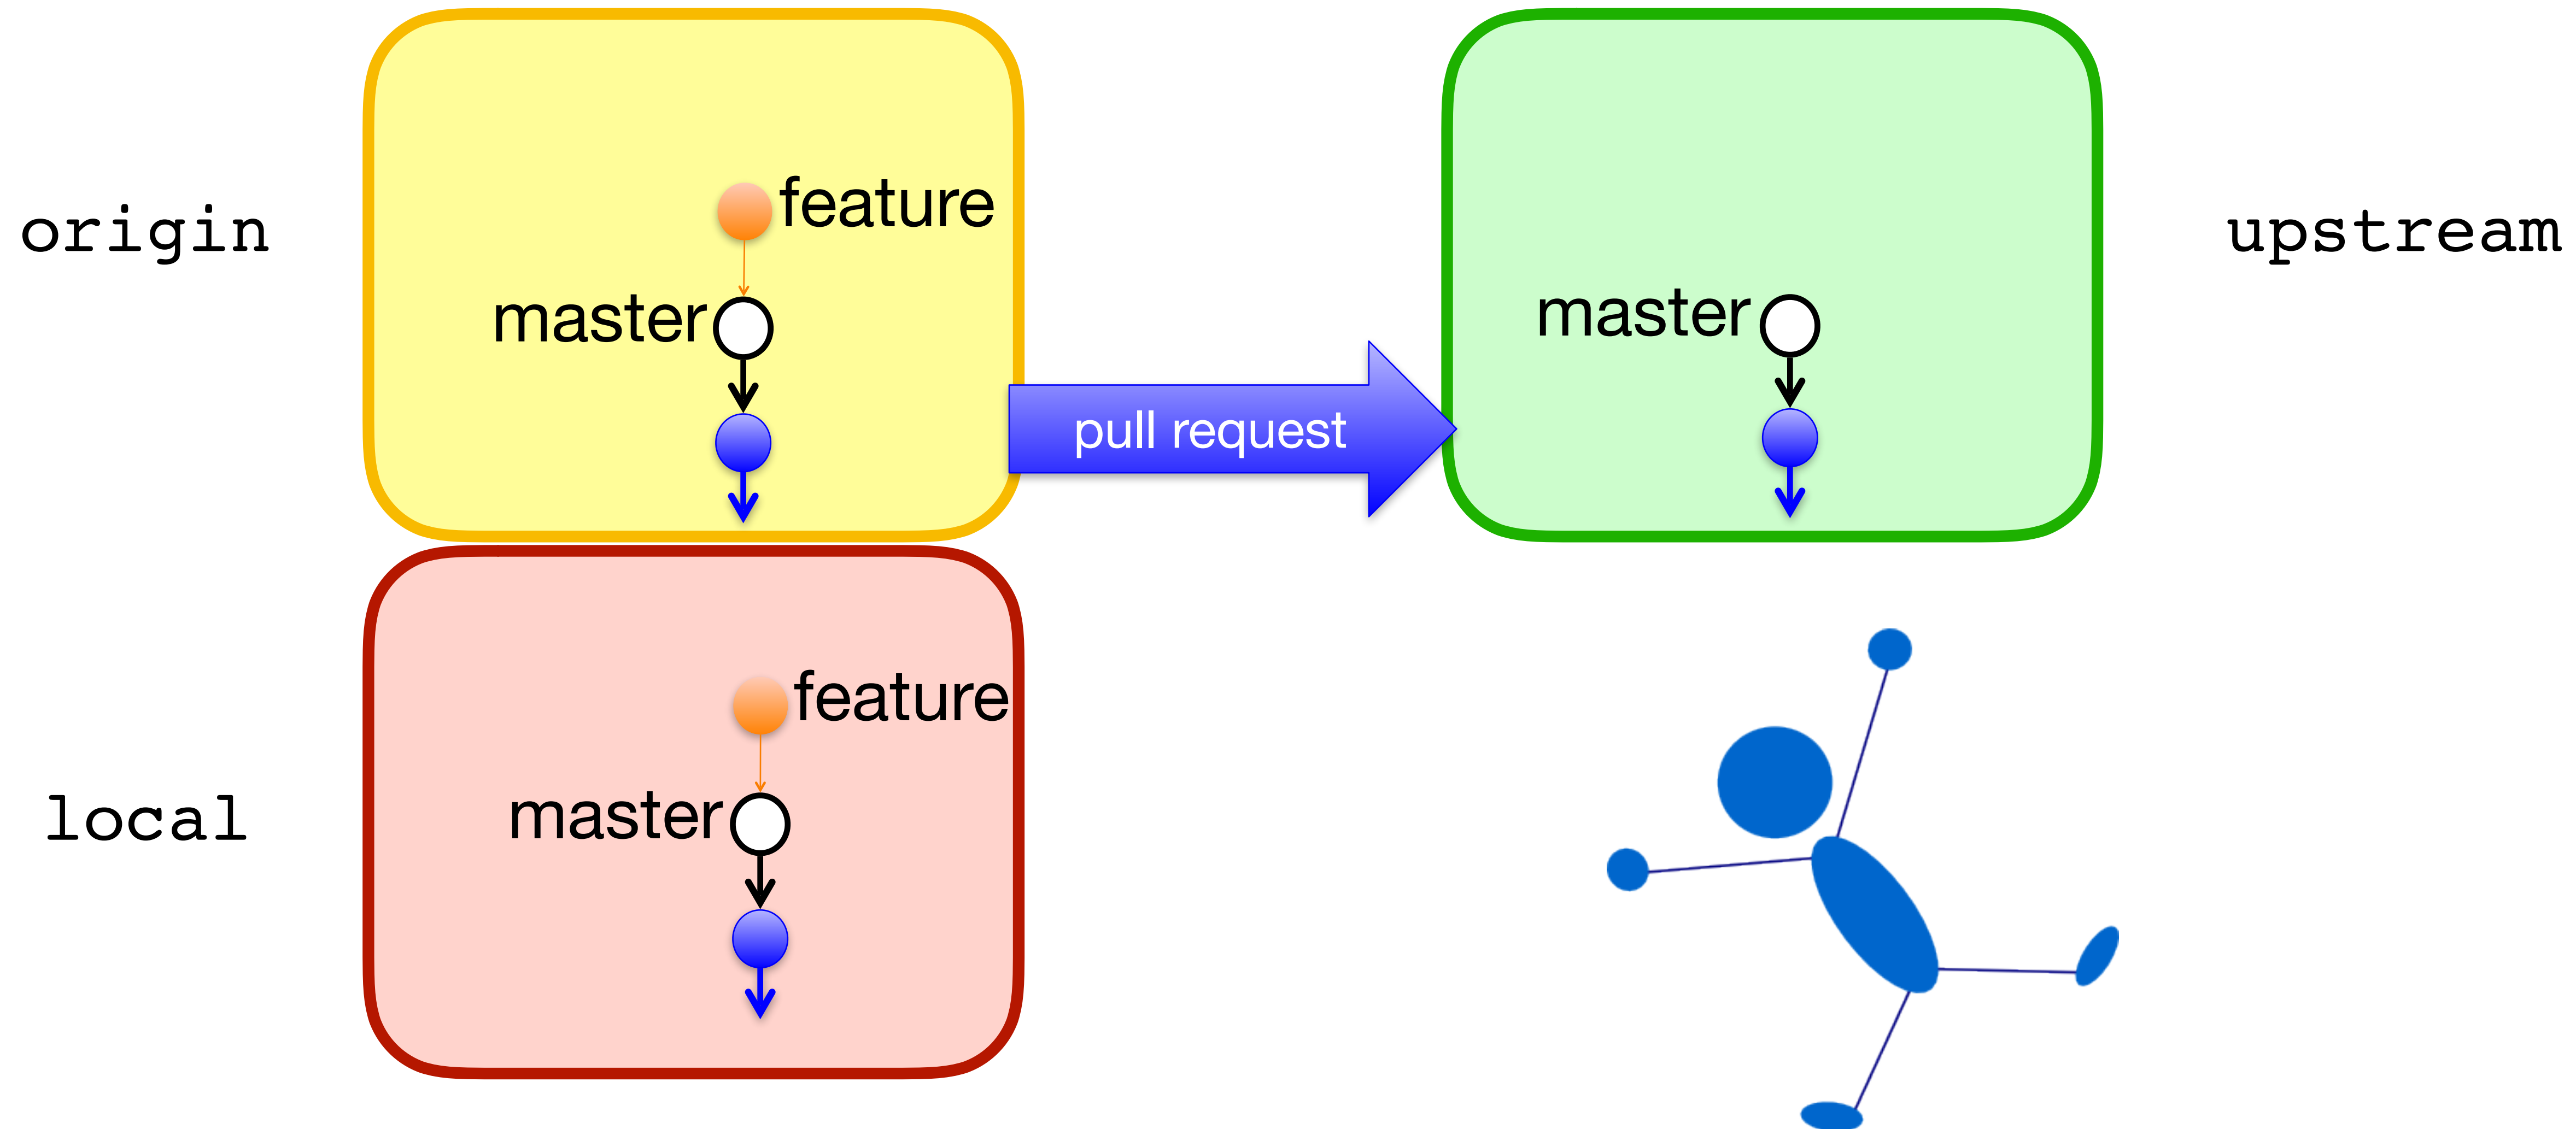 origin
feature
master
pull request
master
upstream
local
feature
master